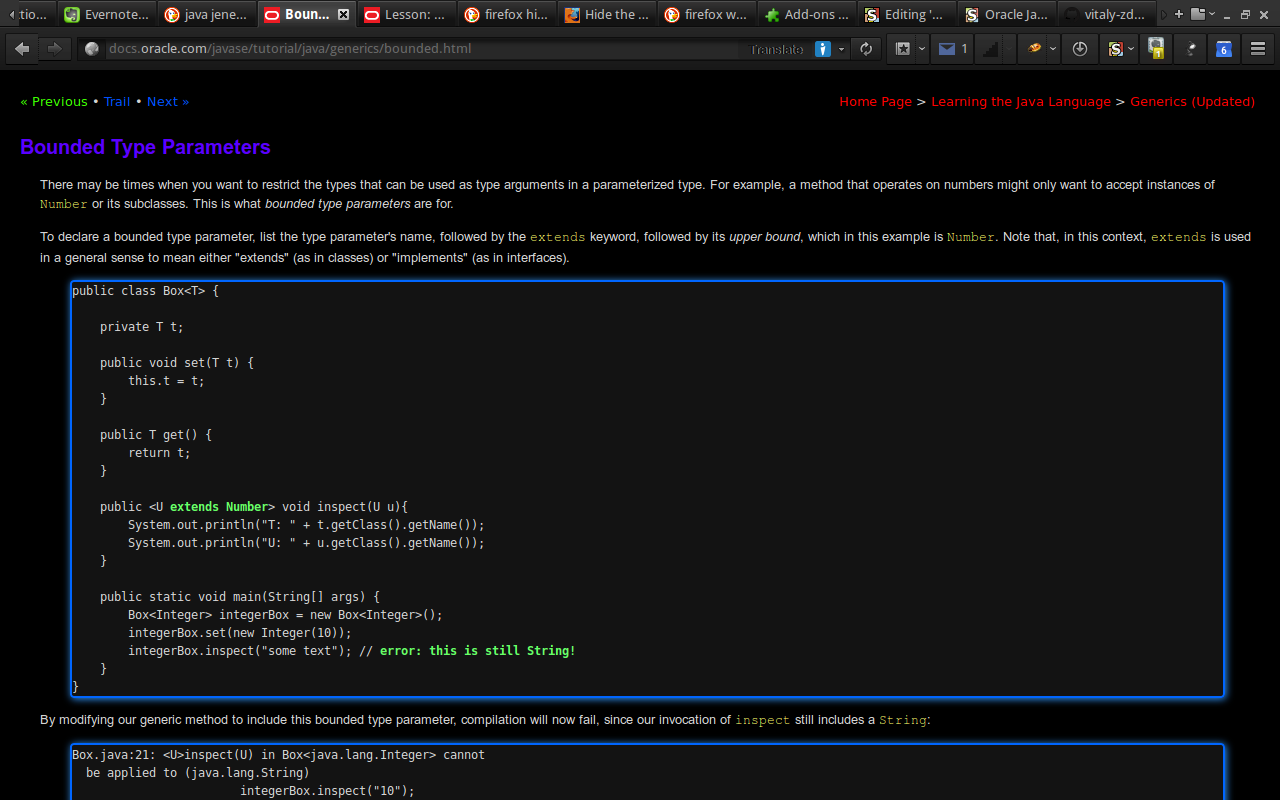 ctio...
Evernote...
java jene...
Boun...
Lesson: ...
firefox hi...
Hide the ...
firefox w...
Add-ons ...
Editing '...
Oracle Ja...
vitaly-zd...
docs.oracle.com/javase/tutorial/java/generics/bounded.html
Translate
1
1
6
« Previous • Trail • Next »
Home Page > Learning the Java Language > Generics (Updated)
Bounded Type Parameters
There may be times when you want to restrict the types that can be used as type arguments in a parameterized type. For example, a method that operates on numbers might only want to accept instances of
Number or its subclasses. This is what bounded type parameters are for.
To declare a bounded type parameter, list the type parameter's name, followed by the extends keyword, followed by its upper bound, which in this example is Number. Note that, in this context, extends is used
in a general sense to mean either "extends" (as in classes) or "implements" (as in interfaces).
public class Box<T> {
    private T t;
    public void set(T t) {
        this.t = t;
    }
    public T get() {
        return t;
    }
    public <U extends Number> void inspect(U u){
        System.out.println("T: " + t.getClass().getName());
        System.out.println("U: " + u.getClass().getName());
    }
    public static void main(String[] args) {
        Box<Integer> integerBox = new Box<Integer>();
        integerBox.set(new Integer(10));
        integerBox.inspect("some text"); // error: this is still String!
    }
}
By modifying our generic method to include this bounded type parameter, compilation will now fail, since our invocation of inspect still includes a String:
Box.java:21: <U>inspect(U) in Box<java.lang.Integer> cannot
  be applied to (java.lang.String)
                        integerBox.inspect("10");